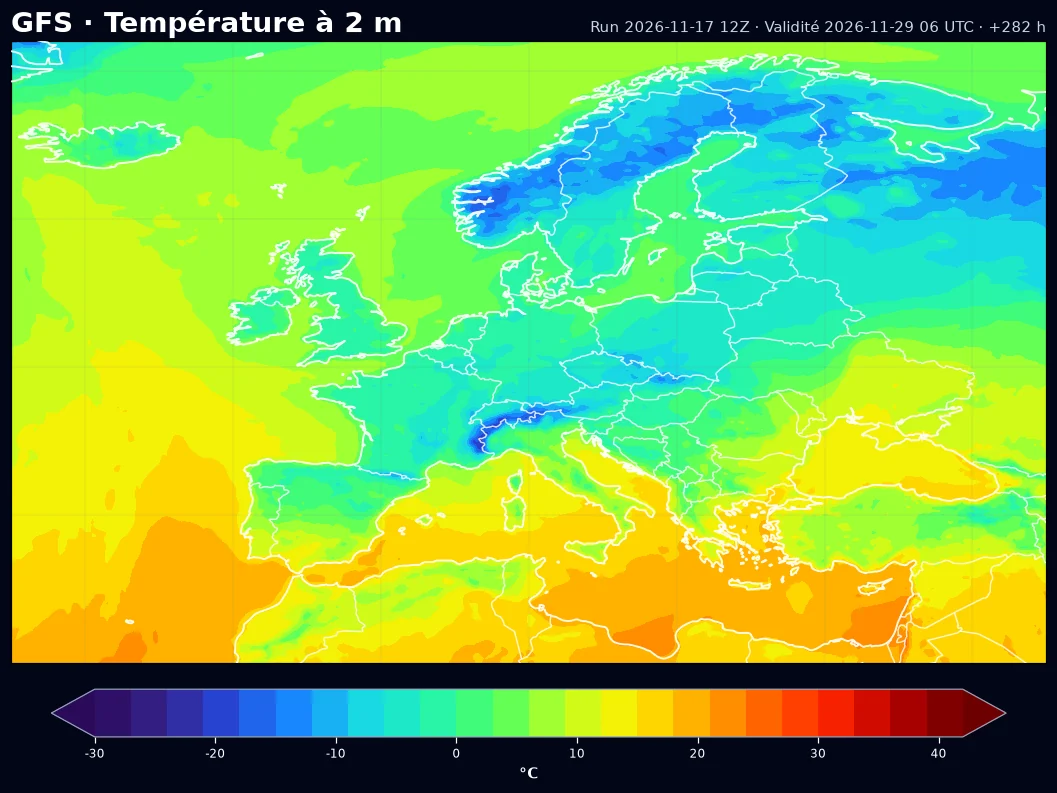 GFS · Température à 2 m
Run 2026-11-17 12Z · Validité 2026-11-29 06 UTC · +282 h
-30 -20 -10 0 10 20 30 40
°C